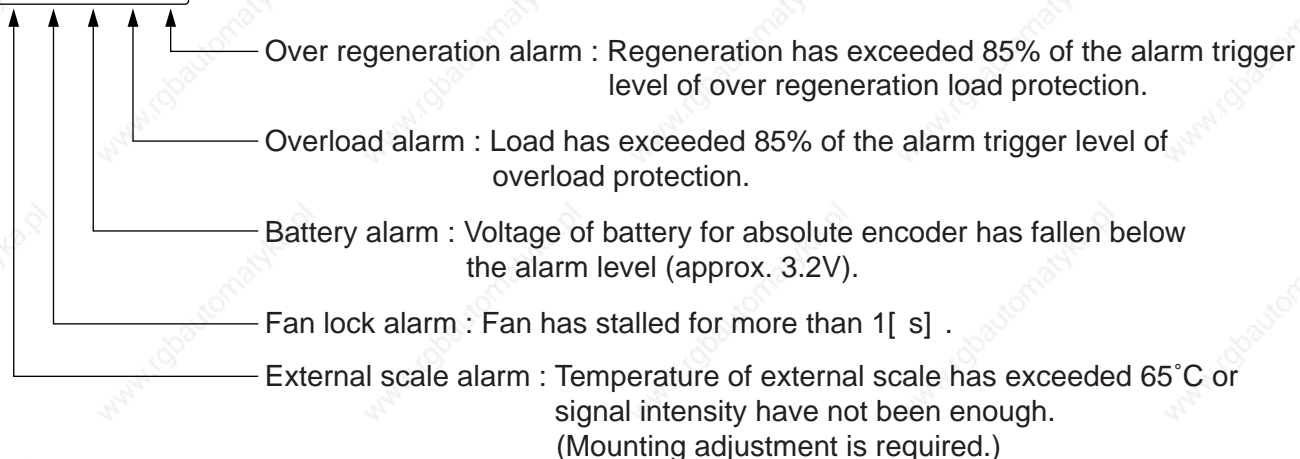 Over regeneration alarm : Regeneration has exceeded 85% of the alarm trigger
level of over regeneration load protection.
Overload alarm : Load has exceeded 85% of the alarm trigger level of
overload protection.
Battery alarm : Voltage of battery for absolute encoder has fallen below
the alarm level (approx. 3.2V).
Fan lock alarm : Fan has stalled for more than 1[ s] .
External scale alarm : Temperature of external scale has exceeded 65˚C or
signal intensity have not been enough.
(Mounting adjustment is required.)
www.rgbautomatyka.pl